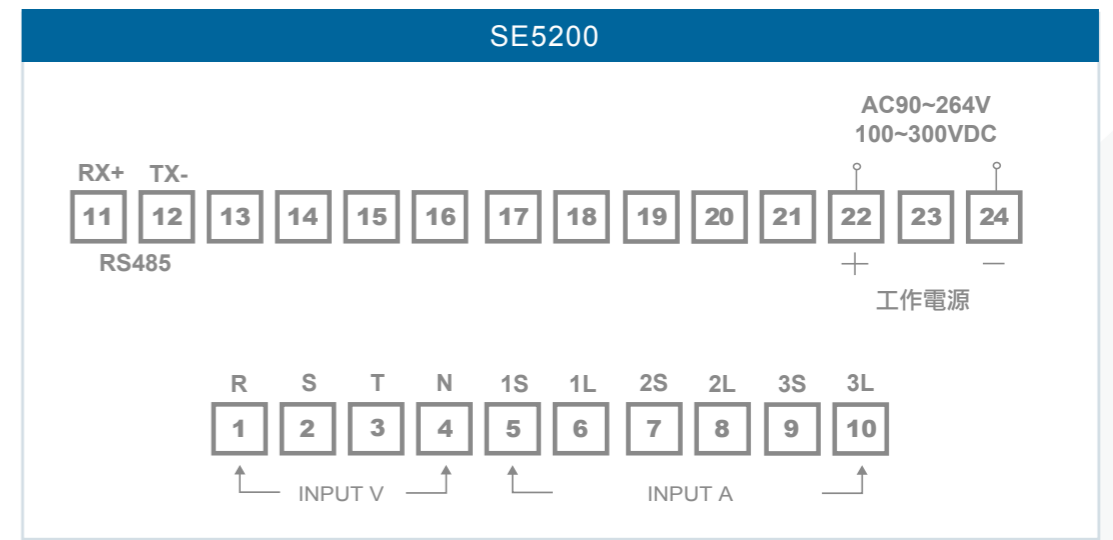 SE5200
AC90~264V
100~300VDC
RX+ TX-
11 12 13 14 15 16 17 18 19 20 21 22 23 24
RS485
+ −
工作電源
R S T N 1S 1L 2S 2L 3S 3L
1 2 3 4 5 6 7 8 9 10
INPUT V INPUT A